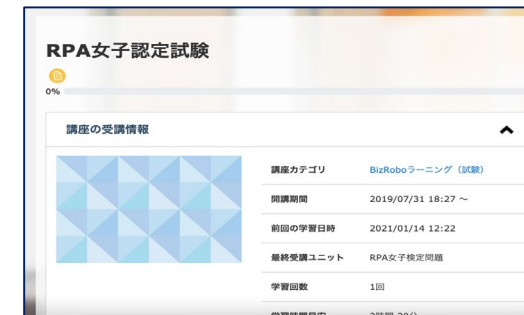 RPA女子認定試験
0%
講座の受講情報
講座カテゴリ BizRoboラーニング（試験）
開講期間 2019/07/31 18:27 ～
前回の学習日時 2021/01/14 12:22
最終受講ユニット RPA女子検定問題
学習回数 1回